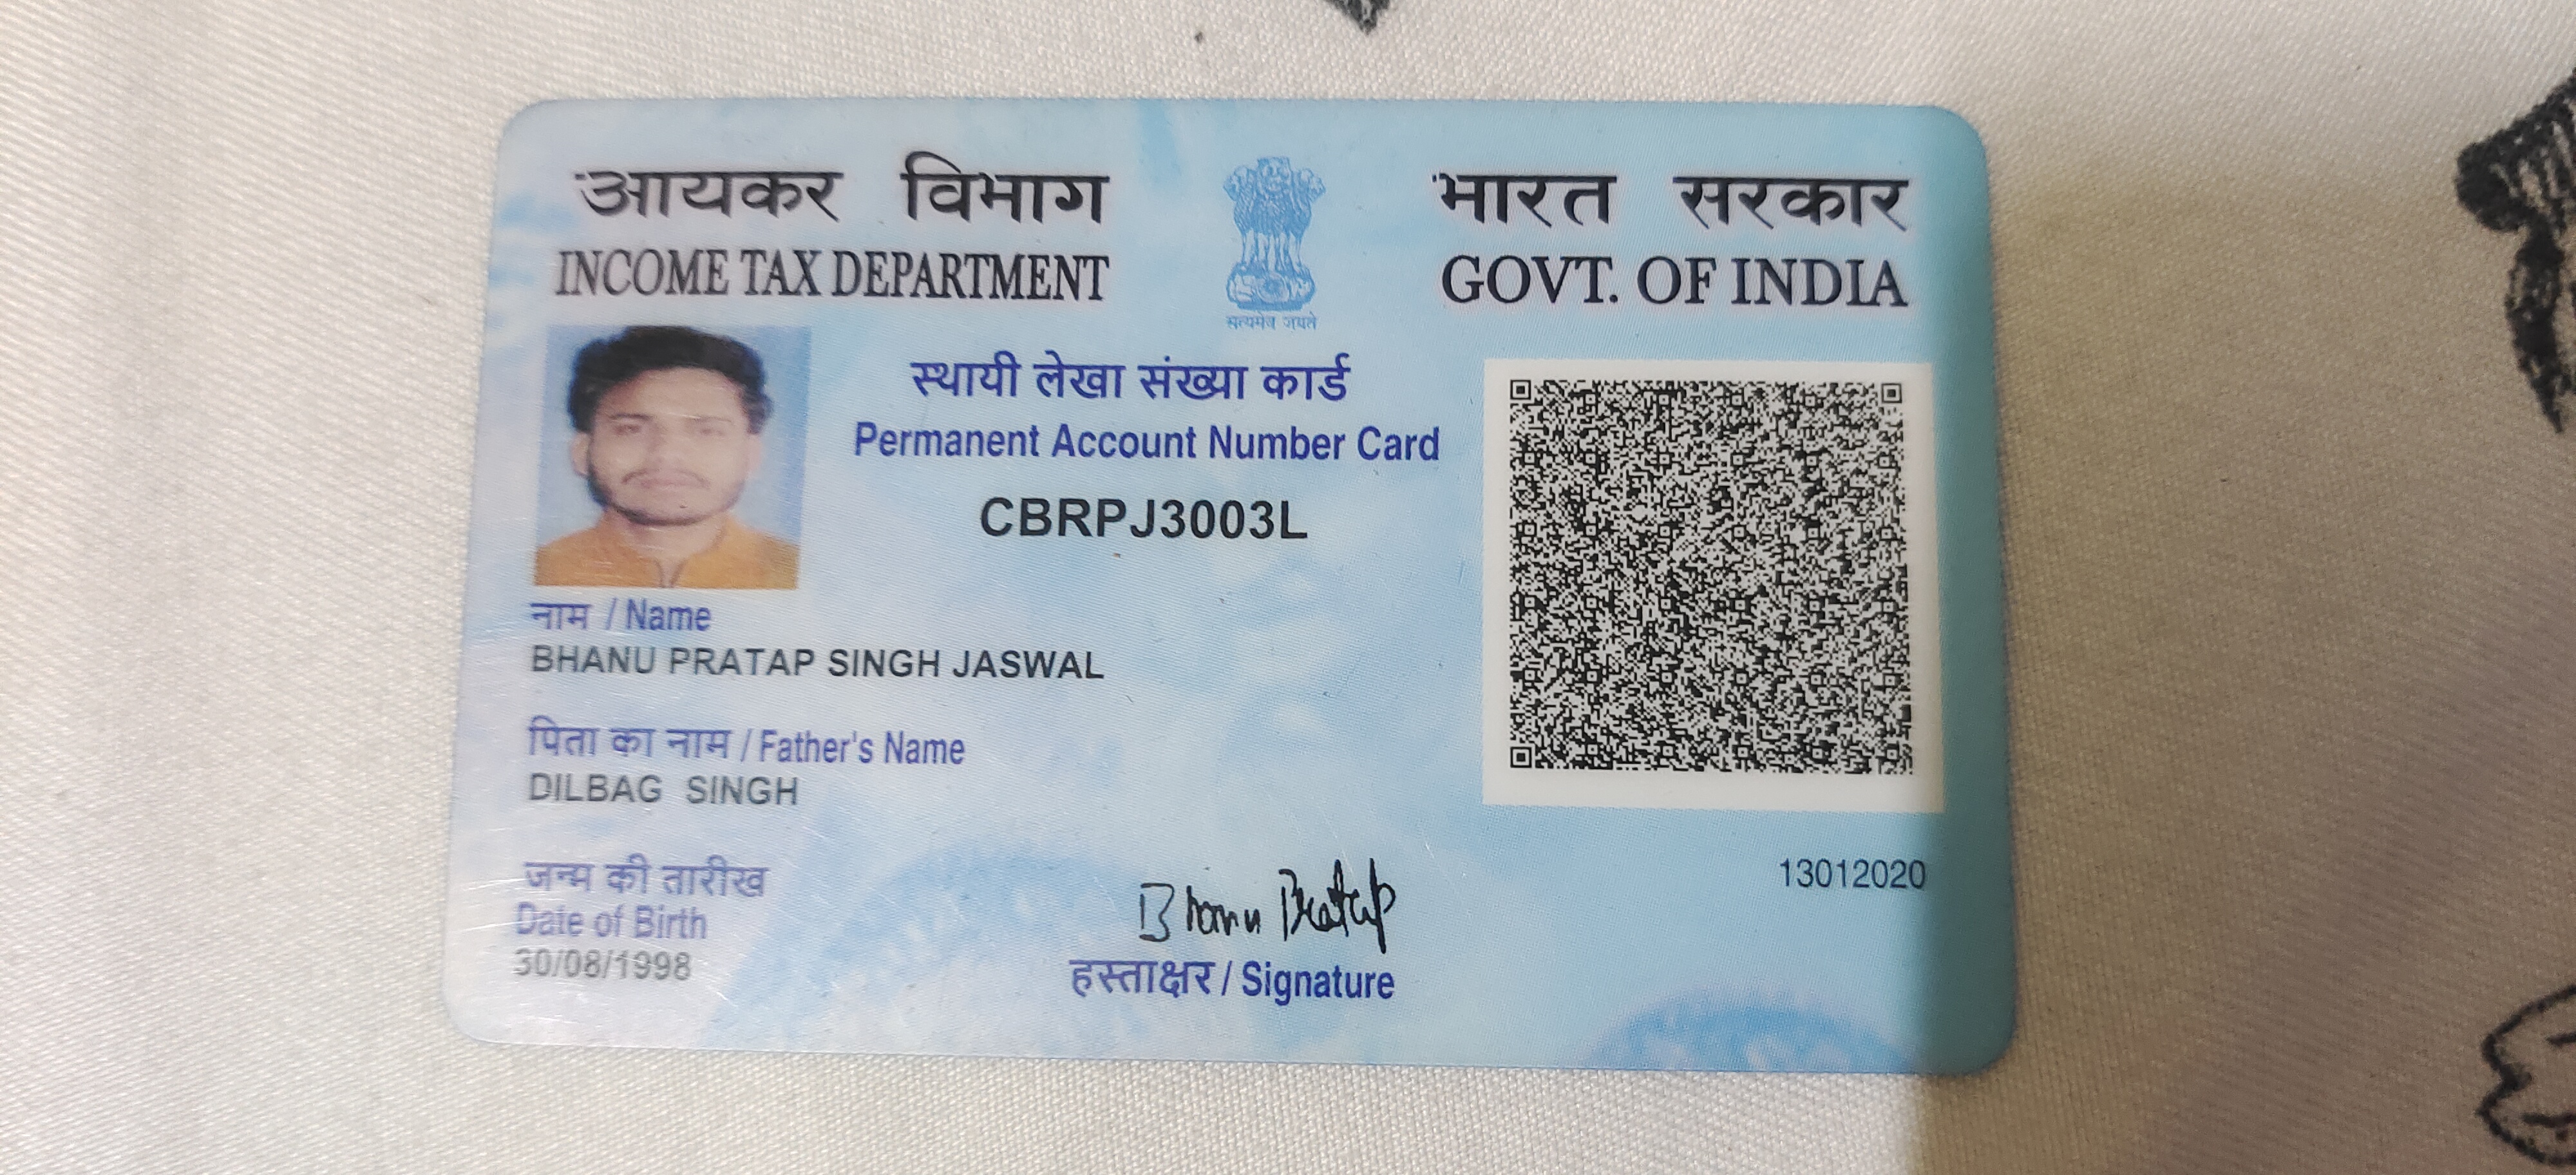 आयकर विभाग
INCOME TAX DEPARTMENT
सत्यमेव जयते
भारत सरकार
GOVT. OF INDIA
स्थायी लेखा संख्या कार्ड
Permanent Account Number Card
CBRPJ3003L
नाम / Name
BHANU PRATAP SINGH JASWAL
पिता का नाम / Father's Name
DILBAG SINGH
जन्म की तारीख
Date of Birth
30/08/1998
Bhanu Pratap
हस्ताक्षर / Signature
13012020